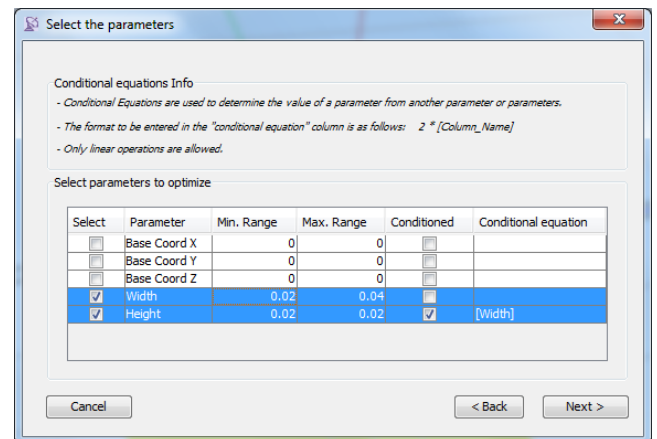 Select the parameters
Conditional equations Info
- Conditional Equations are used to determine the value of a parameter from another parameter or parameters.
- The format to be entered in the "conditional equation" column is as follows: 2 * [Column_Name]
- Only linear operations are allowed.
Select parameters to optimize
Select Parameter Min. Range Max. Range Conditioned Conditional equation
Base Coord X 0 0
Base Coord Y 0 0
Base Coord Z 0 0
Width 0.02 0.04
Height 0.02 0.02 [Width]
Cancel < Back Next >